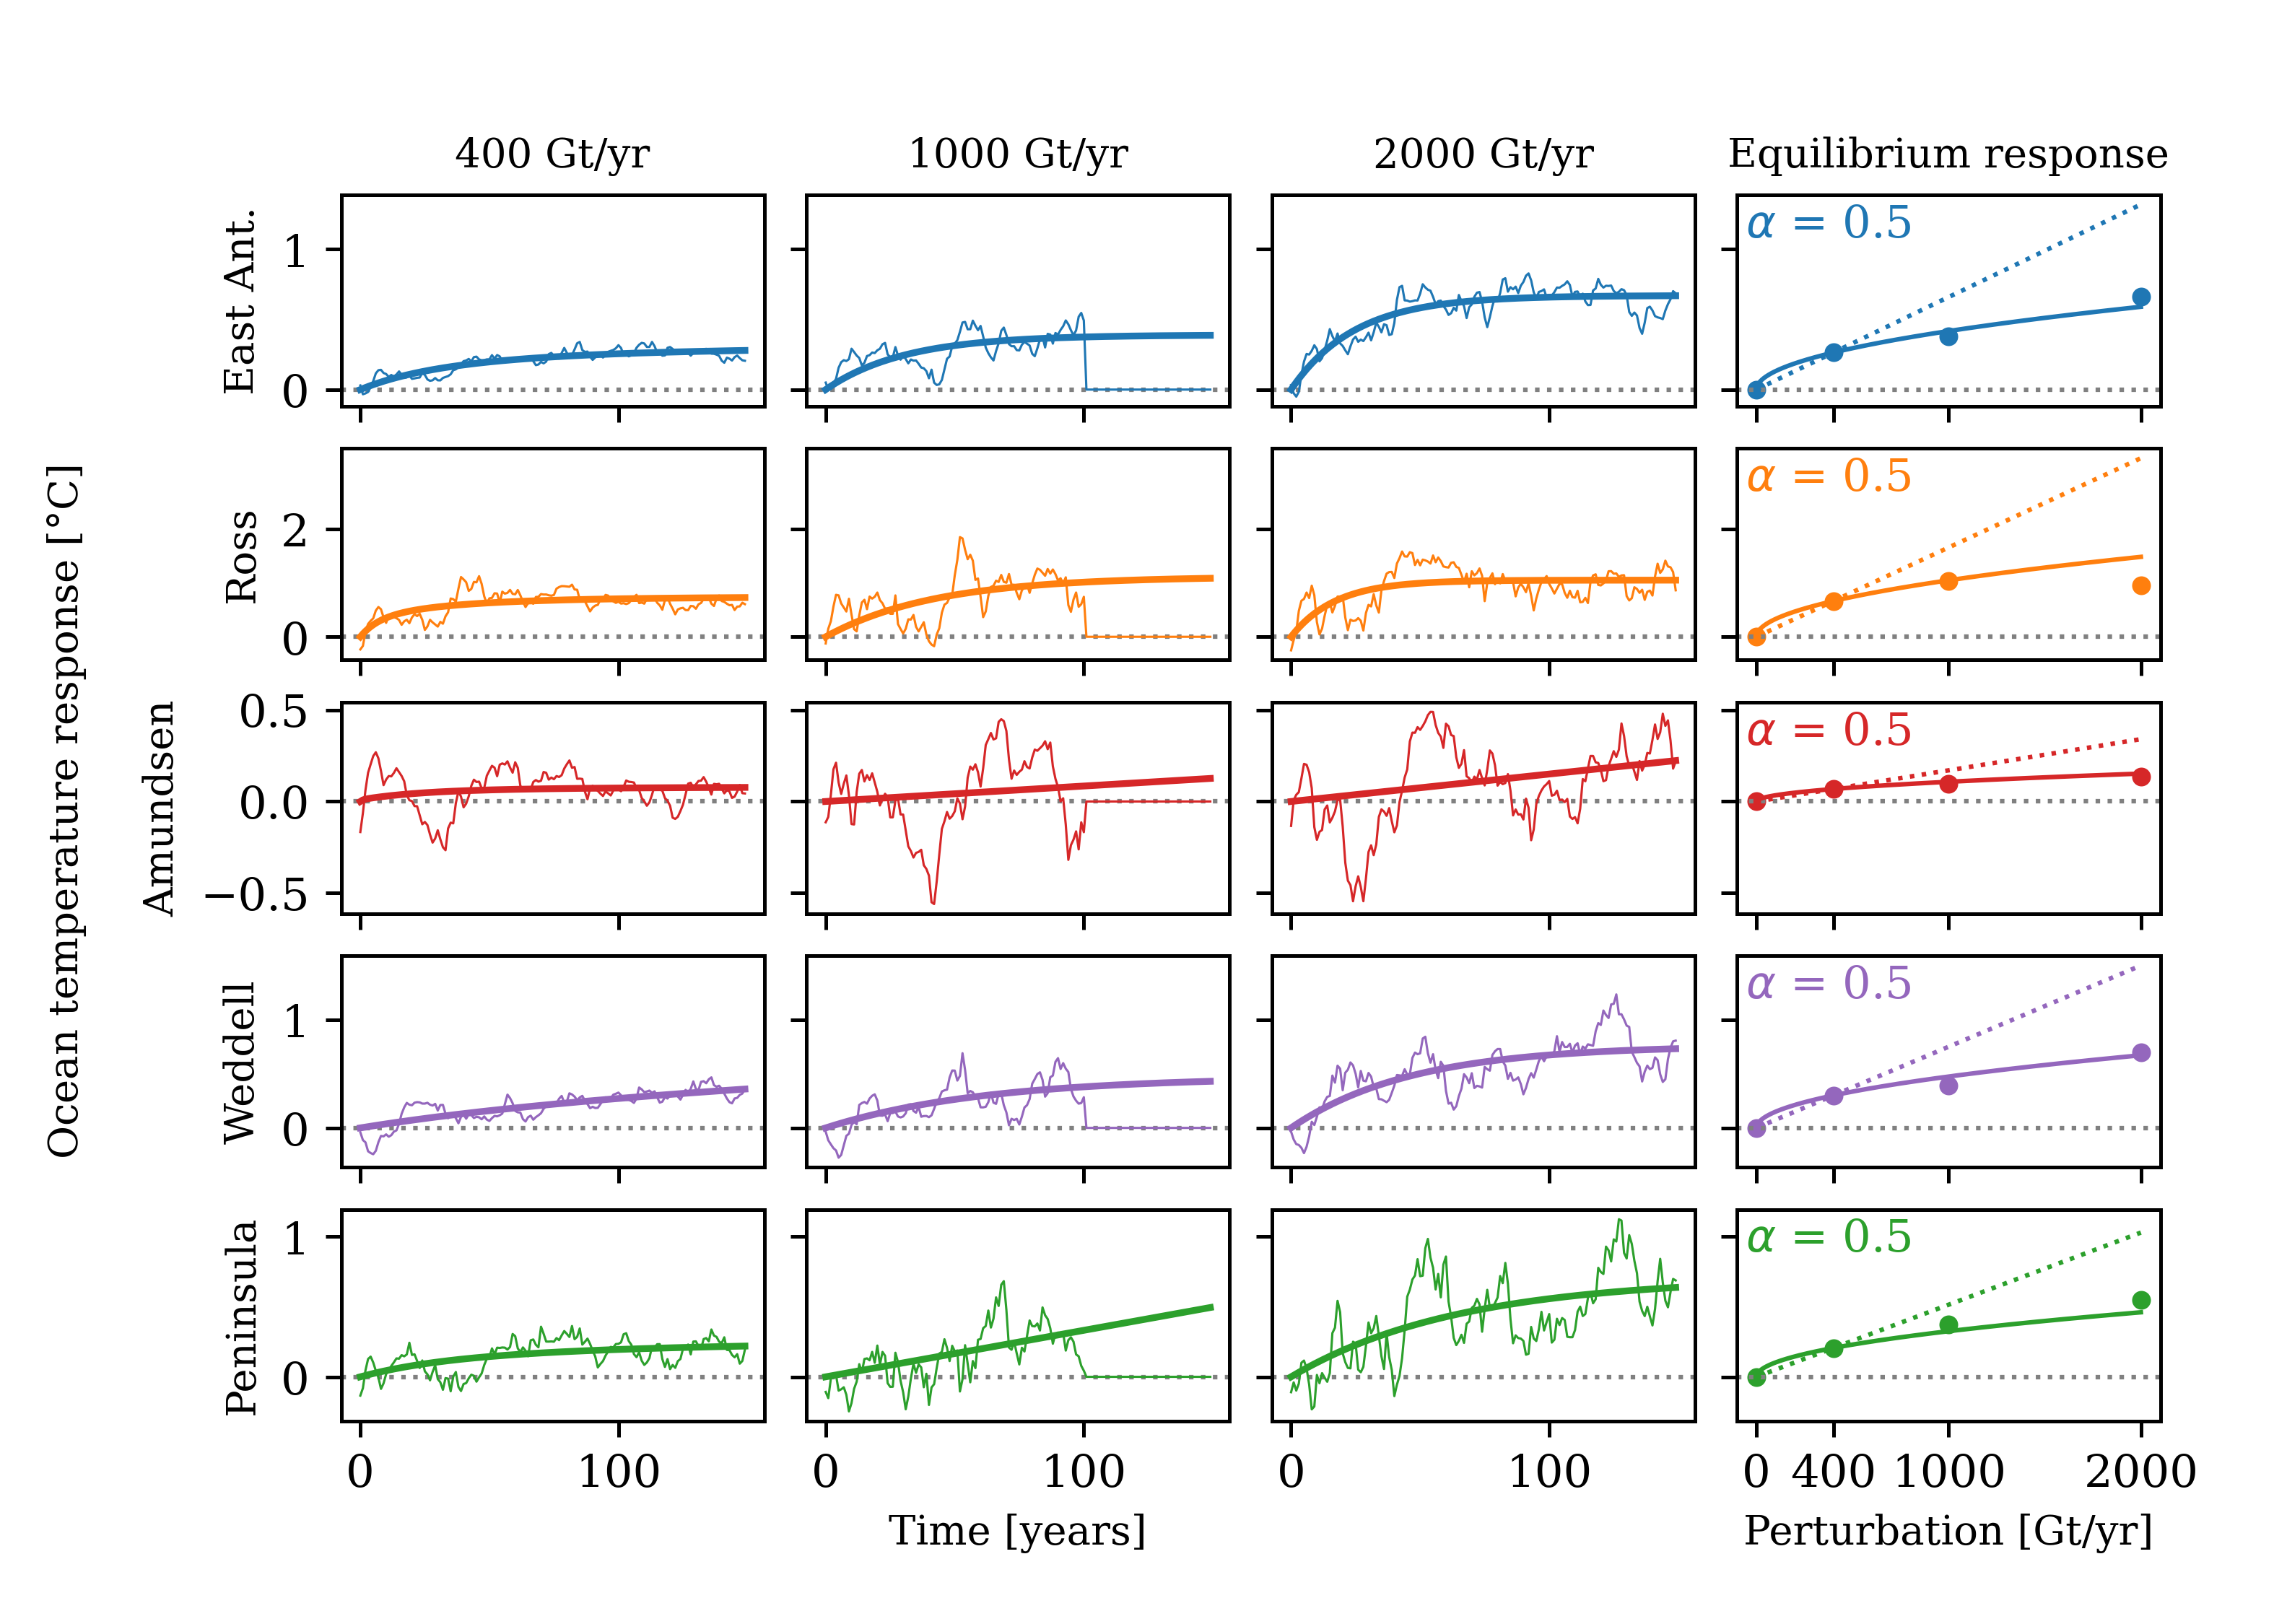 400 Gt/yr
1000 Gt/yr
2000 Gt/yr
Equilibrium response
Ocean temperature response [°C]
East Ant.
1
0
α = 0.5
Ross
2
0
α = 0.5
Amundsen
0.5
0.0
−0.5
α = 0.5
Weddell
1
0
α = 0.5
Peninsula
1
0
α = 0.5
0 100
0 100
0 100
0 400 1000 2000
Time [years]
Perturbation [Gt/yr]